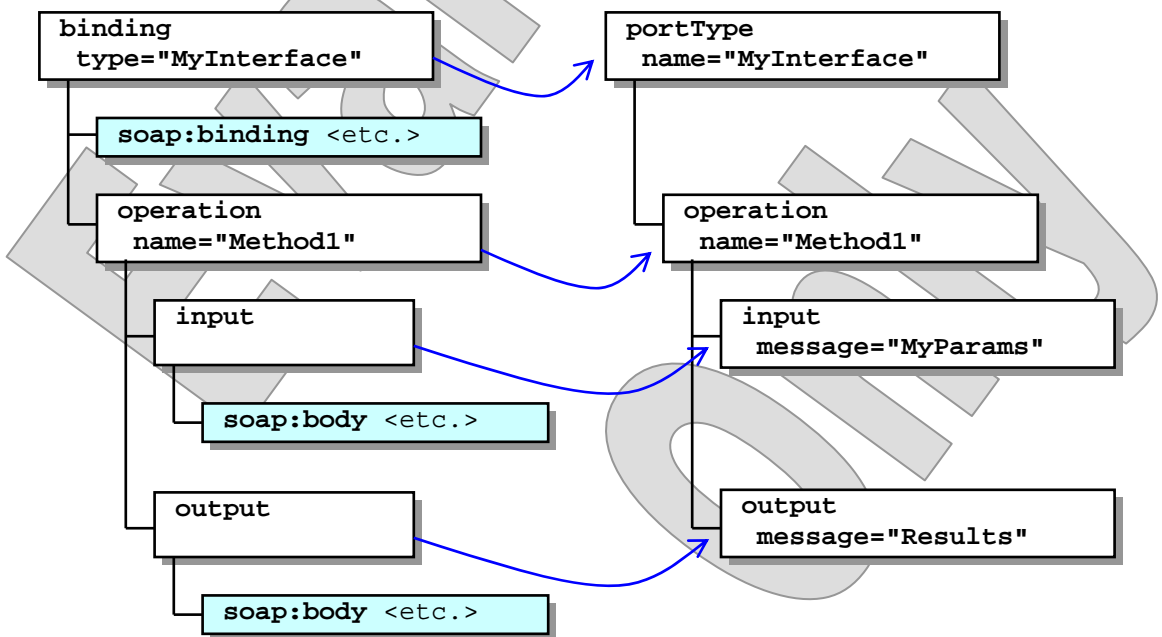 binding
type="MyInterface"
soap:binding <etc.>
operation
name="Method1"
input
soap:body <etc.>
output
soap:body <etc.>
portType
name="MyInterface"
operation
name="Method1"
input
message="MyParams"
output
message="Results"
Only